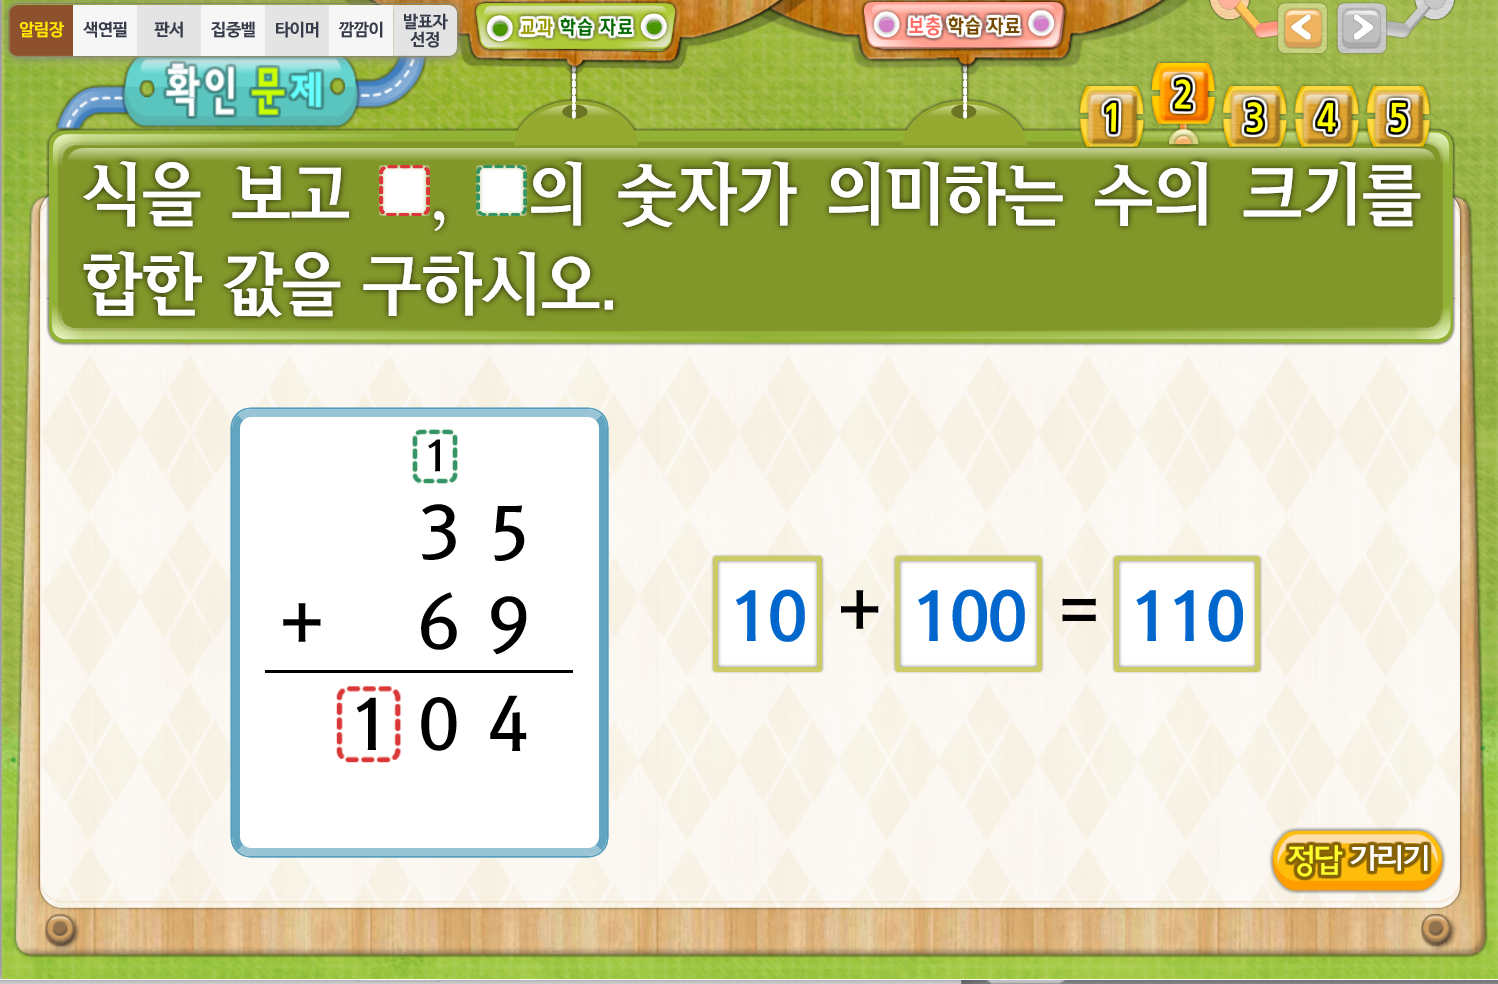 알림장 색연필 판서 집중벨 타이머 깜깜이 발표자 선정
교과 학습 자료
보충 학습 자료
< >
확인 문제
1 2 3 4 5
식을 보고 □, □의 숫자가 의미하는 수의 크기를
합한 값을 구하시오.
1
3 5
+ 6 9
1 0 4
10 + 100 = 110
정답 가리기